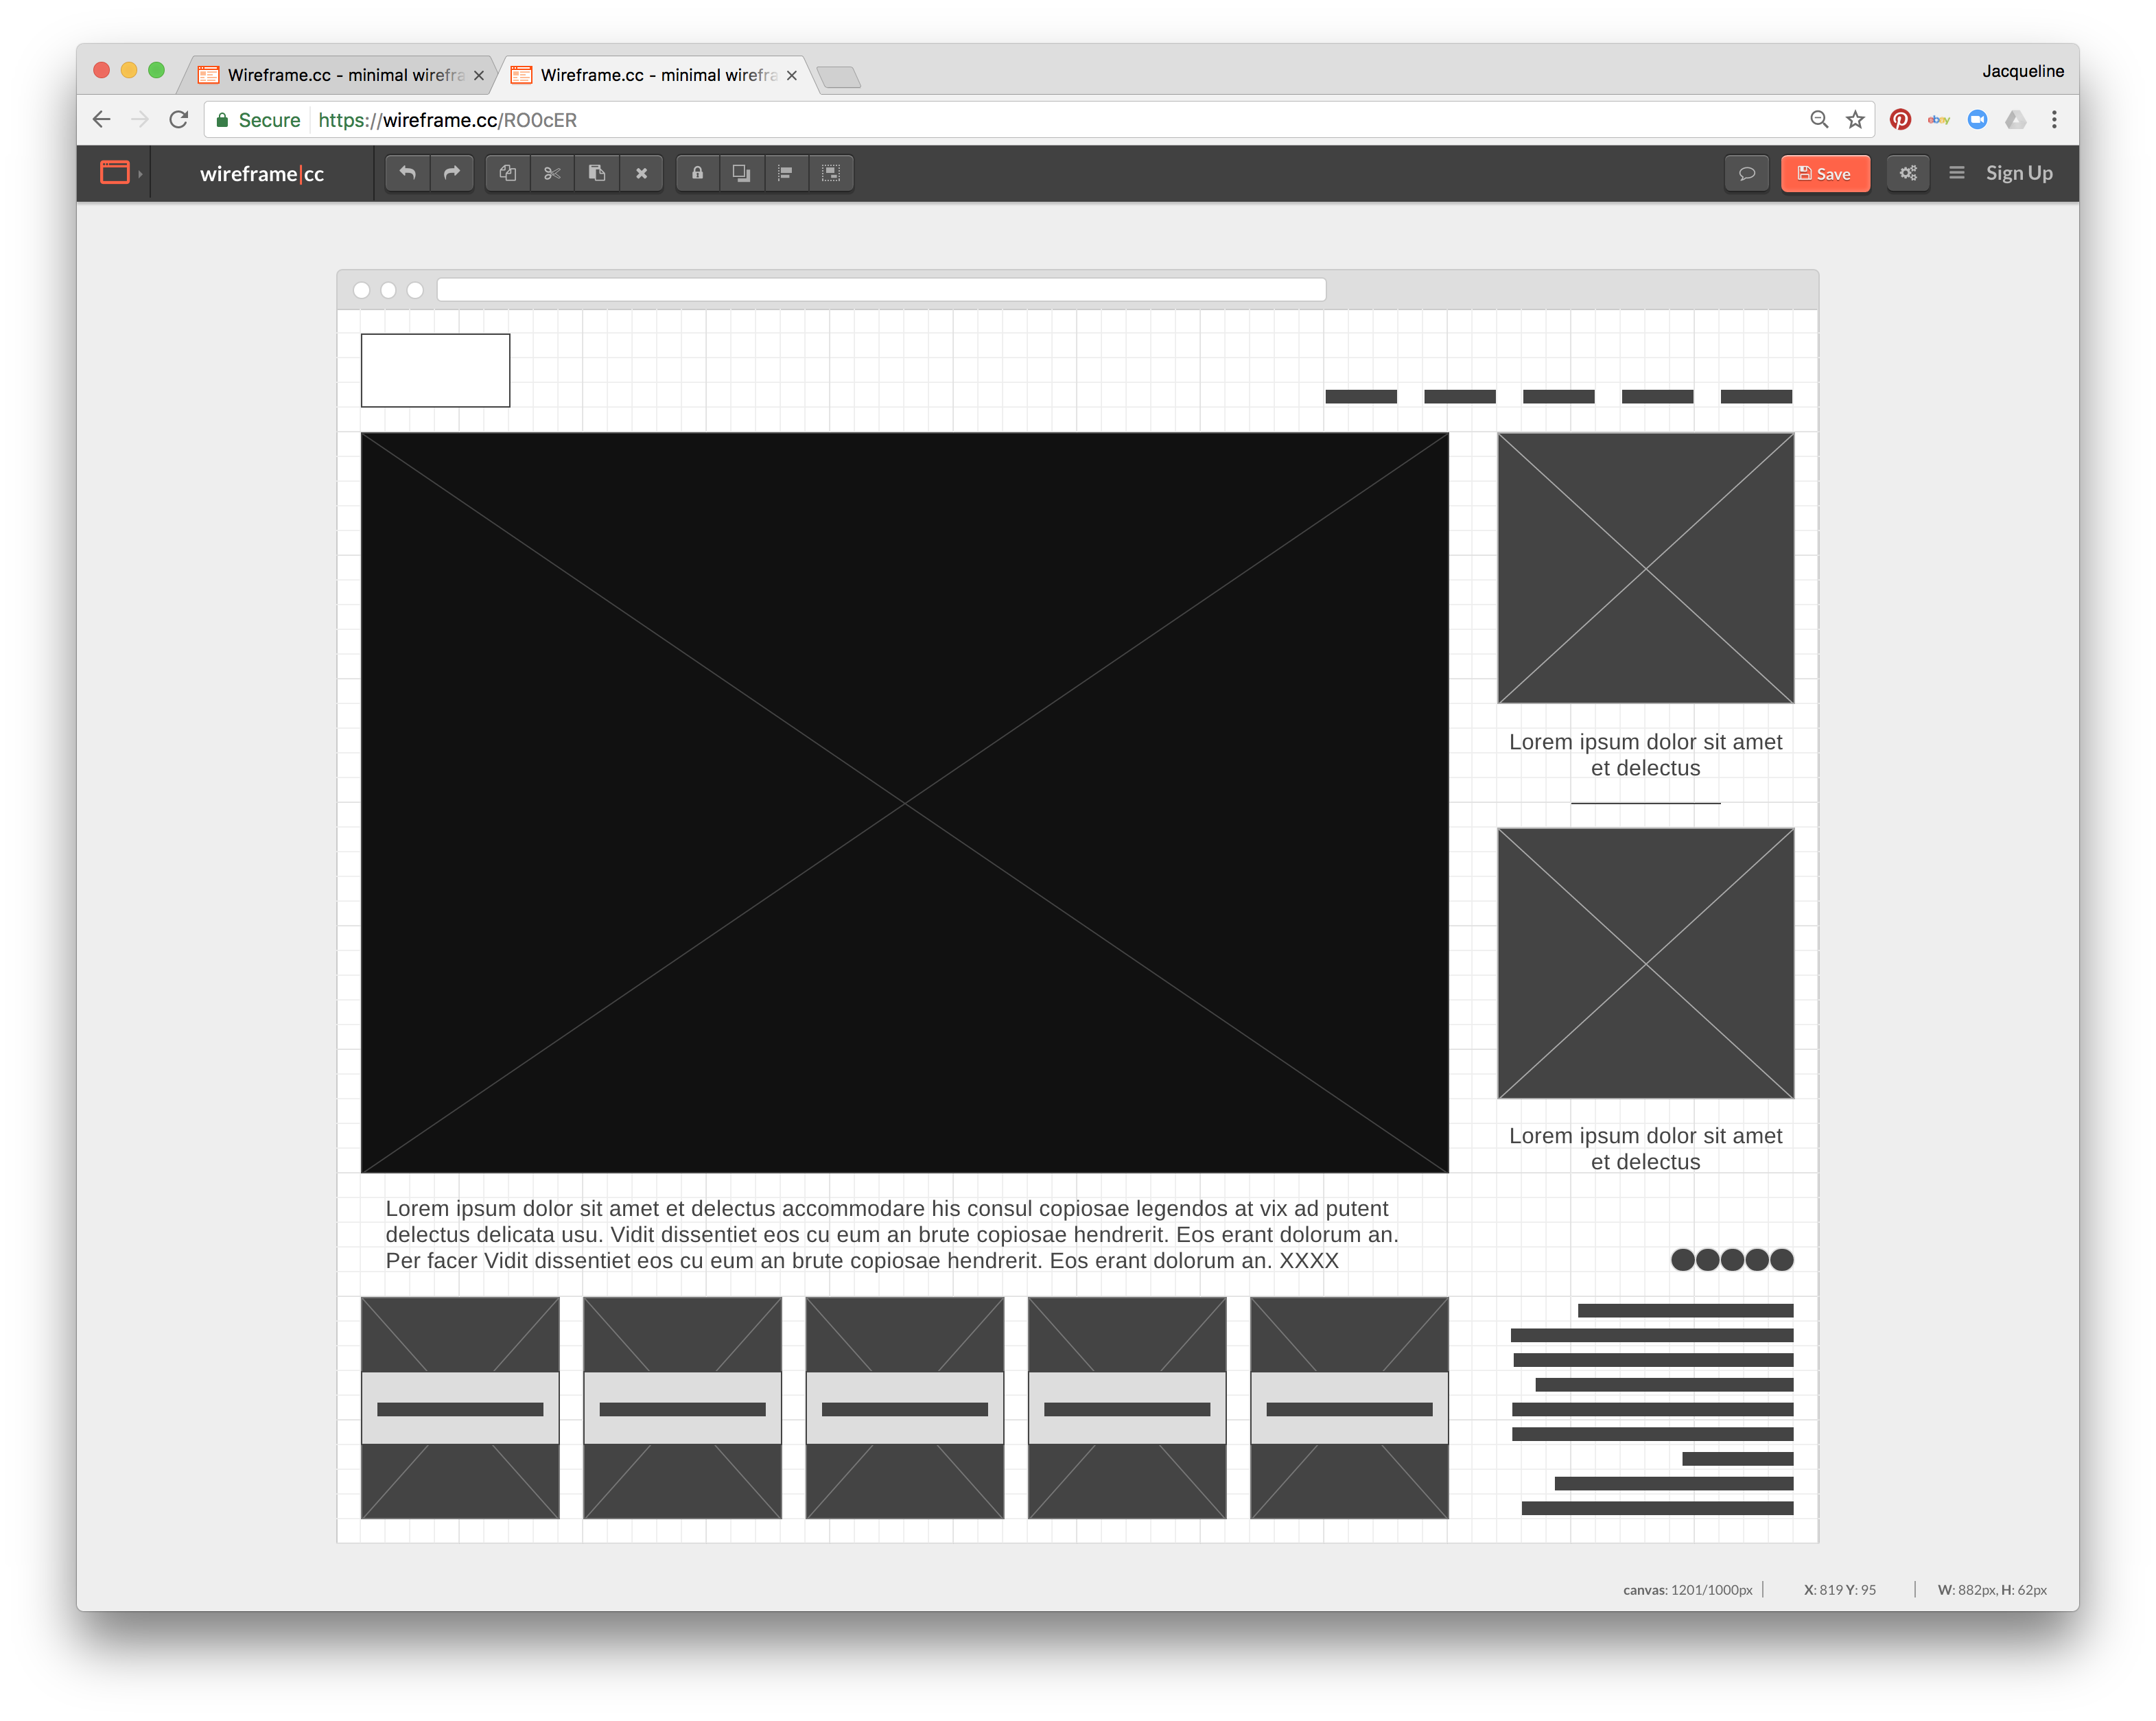 Wireframe.cc - minimal wirefra
Wireframe.cc - minimal wirefra
Jacqueline
Secure https://wireframe.cc/RO0cER
ebay
wireframe|cc
Save
Sign Up
Lorem ipsum dolor sit amet
et delectus
Lorem ipsum dolor sit amet
et delectus
Lorem ipsum dolor sit amet et delectus accommodare his consul copiosae legendos at vix ad putent
delectus delicata usu. Vidit dissentiet eos cu eum an brute copiosae hendrerit. Eos erant dolorum an.
Per facer Vidit dissentiet eos cu eum an brute copiosae hendrerit. Eos erant dolorum an. XXXX
canvas: 1201/1000px
X: 819 Y: 95
W: 882px, H: 62px